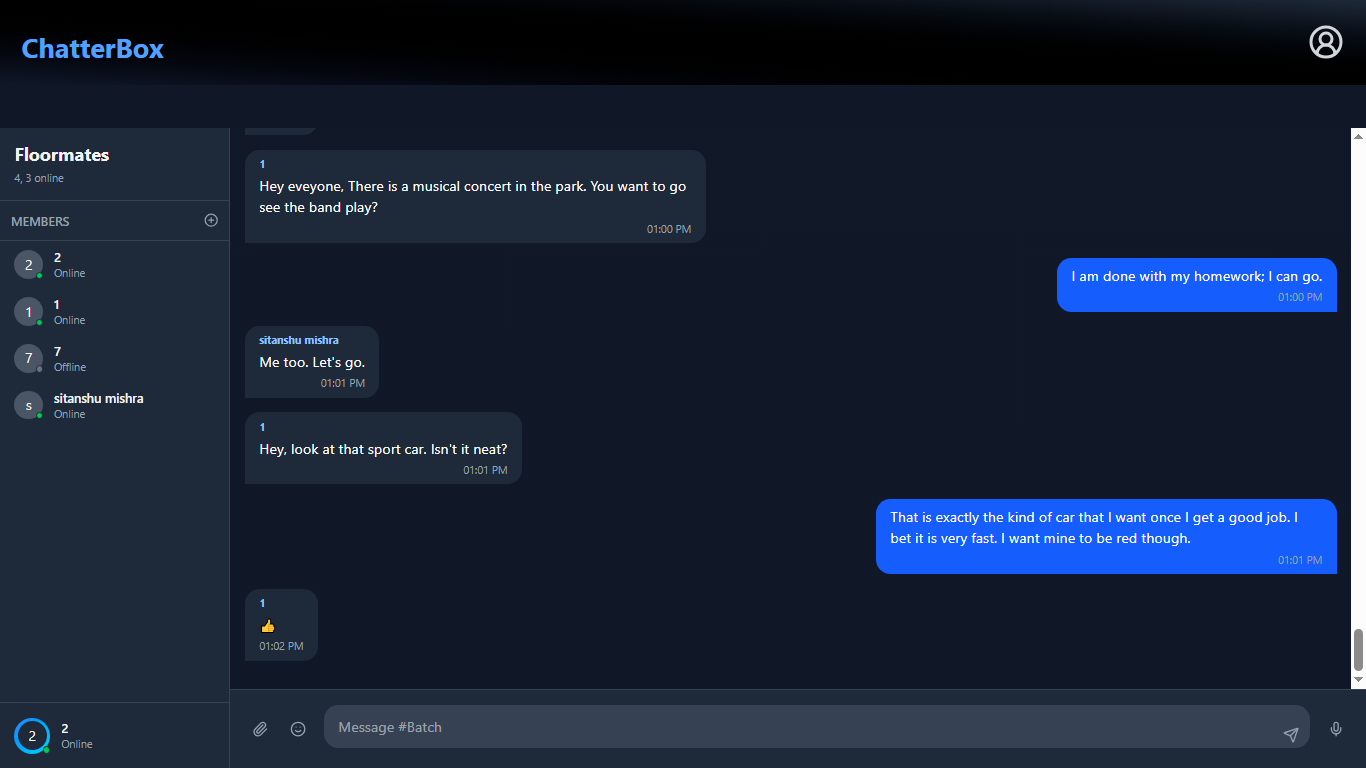 ChatterBox
Floormates
4, 3 online
MEMBERS
2
2
Online
1
1
Online
7
7
Offline
s
sitanshu mishra
Online
2
2
Online
1
Hey eveyone, There is a musical concert in the park. You want to go
see the band play?
01:00 PM
I am done with my homework; I can go.
01:00 PM
sitanshu mishra
Me too. Let's go.
01:01 PM
1
Hey, look at that sport car. Isn't it neat?
01:01 PM
That is exactly the kind of car that I want once I get a good job. I
bet it is very fast. I want mine to be red though.
01:01 PM
1
👍
01:02 PM
Message #Batch